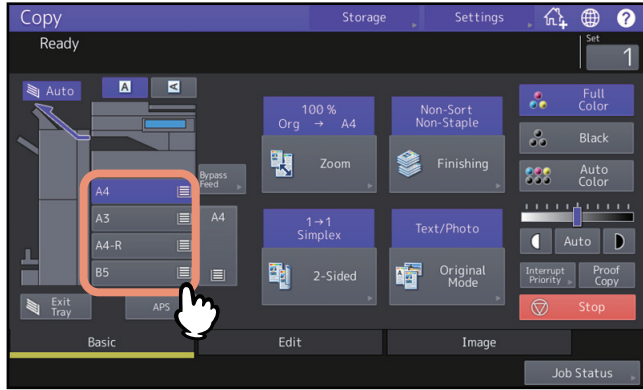 Copy
Storage
Settings
?
Ready
Set
1
Auto
A
A
Bypass
Feed
A4
A3
A4-R
B5
A4
Exit
Tray
APS
100 %
Org → A4
Zoom
Non-Sort
Non-Staple
Finishing
1→1
Simplex
2-Sided
Text/Photo
Original
Mode
Full
Color
Black
Auto
Color
Auto
Interrupt
Priority
Proof
Copy
Stop
Basic
Edit
Image
Job Status